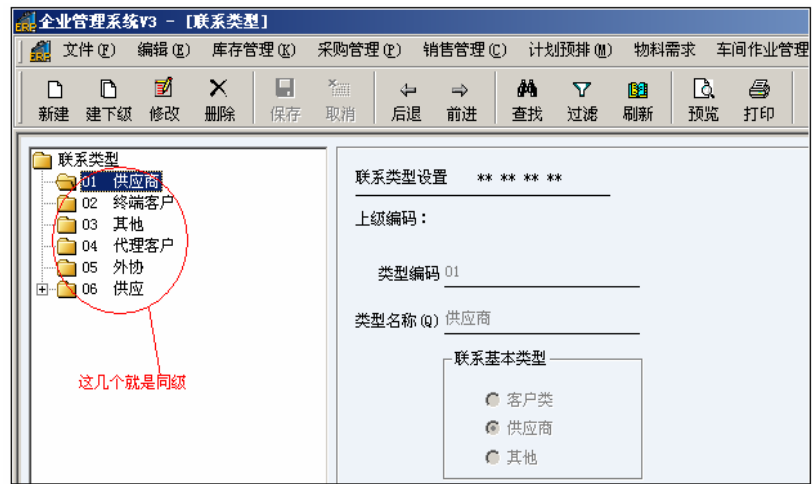 企业管理系统V3 - [联系类型]
ERP 文件(F) 编辑(E) 库存管理(K) 采购管理(P) 销售管理(C) 计划预排(M) 物料需求 车间作业管理
新建 建下级 修改 删除 保存 取消 后退 前进 查找 过滤 刷新 预览 打印
联系类型
01 供应商
02 终端客户
03 其他
04 代理客户
05 外协
06 供应
这几个就是同级
联系类型设置 ** ** ** **
上级编码：
类型编码 01
类型名称(Q) 供应商
联系基本类型
客户类
供应商
其他